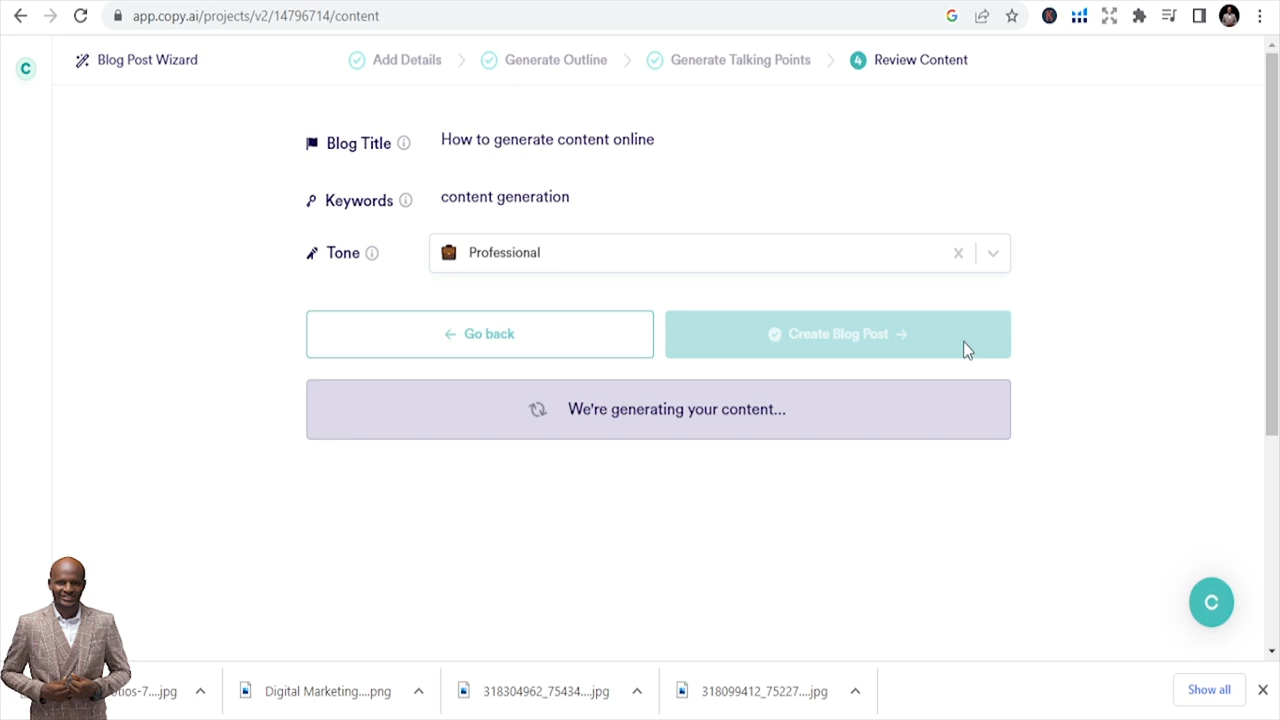 app.copy.ai/projects/v2/14796714/content
C
Blog Post Wizard
Add Details
Generate Outline
Generate Talking Points
4 Review Content
Blog Title
How to generate content online
Keywords
content generation
Tone
Professional
Go back
Create Blog Post
We're generating your content...
C
Digital Marketing....png
318304962_75434....jpg
318099412_75227....jpg
Show all